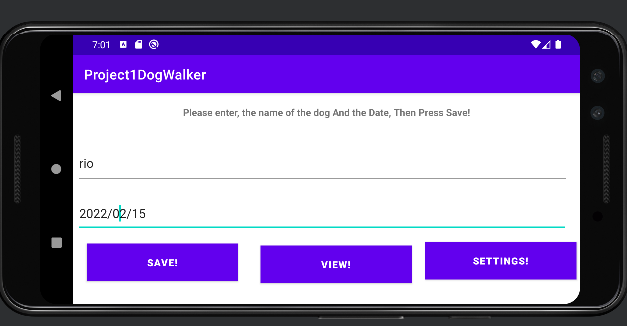 7:01
Project1DogWalker
Please enter, the name of the dog And the Date, Then Press Save!
rio
2022/02/15
SAVE!
VIEW!
SETTINGS!